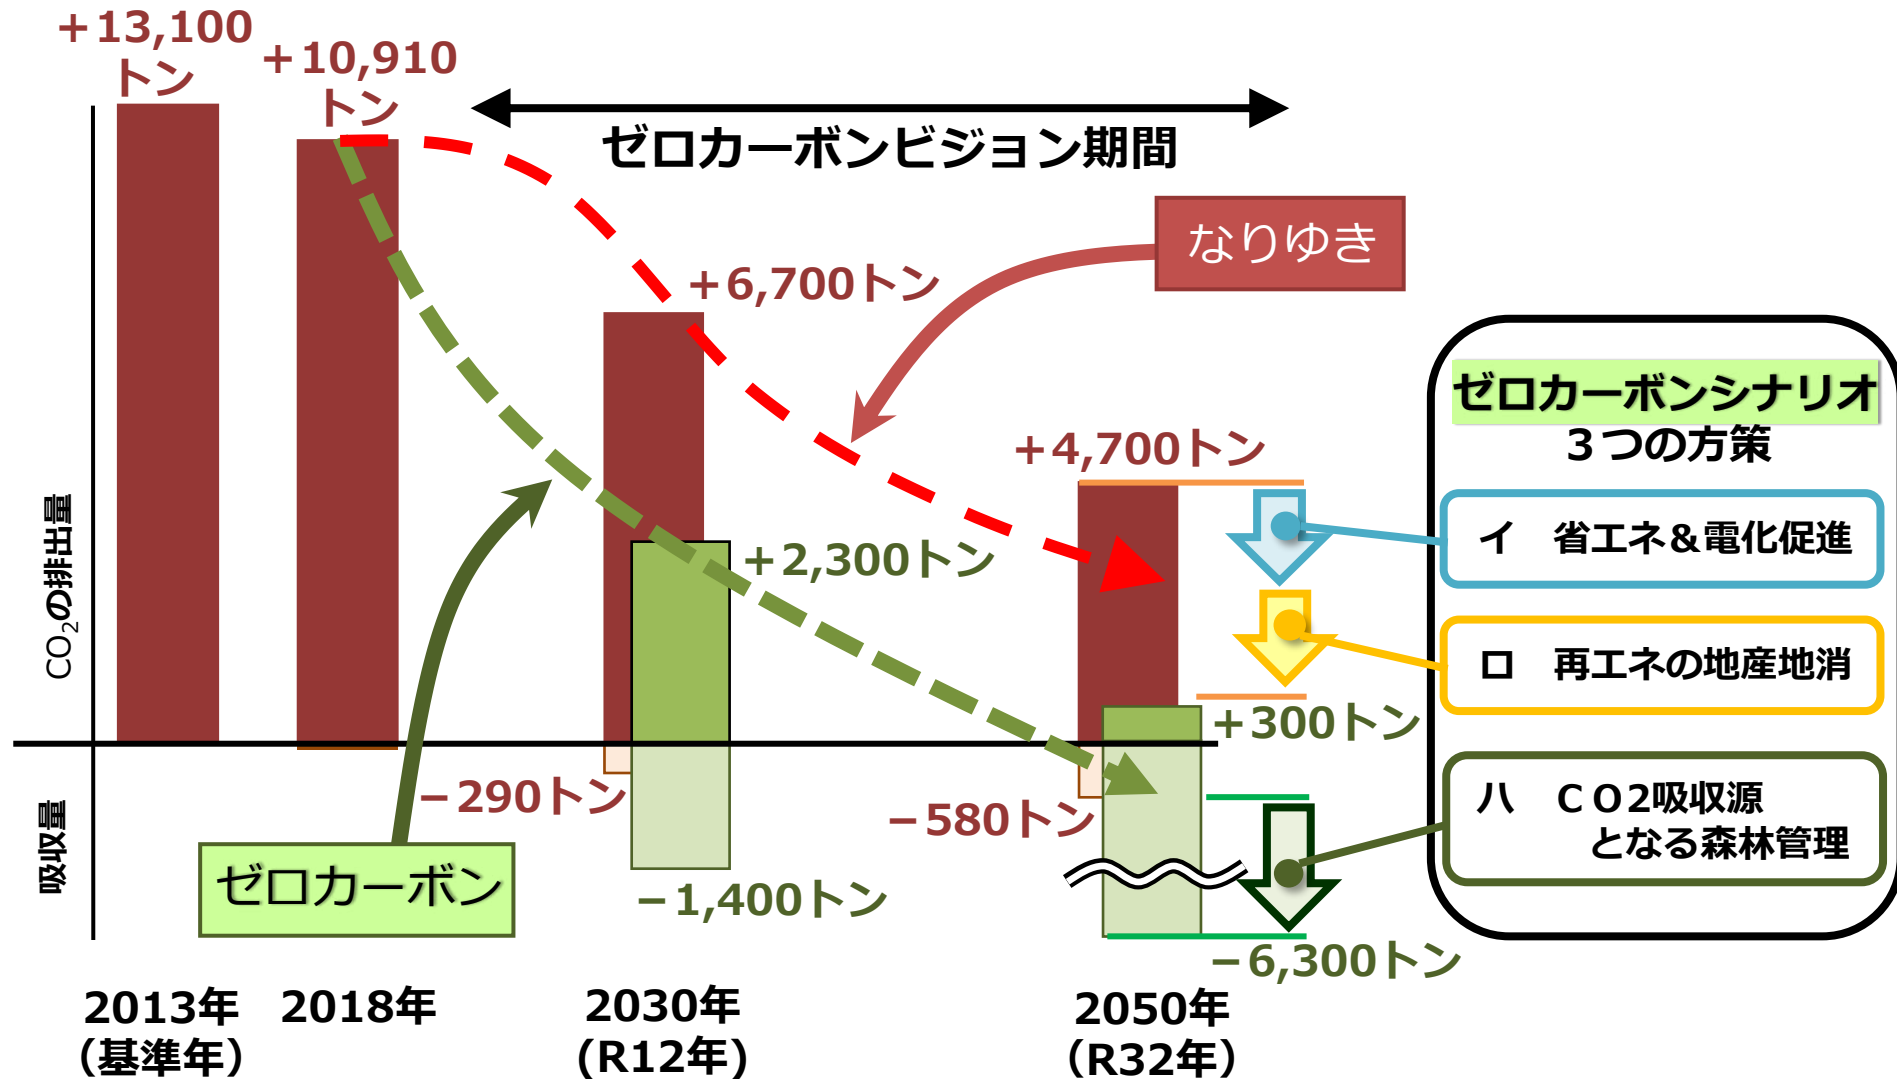 +13,100
トン
+10,910
トン
ゼロカーボンビジョン期間
なりゆき
+6,700トン
+4,700トン
+2,300トン
+300トン
CO₂の排出量
吸収量
−290トン
−580トン
ゼロカーボン
−1,400トン
−6,300トン
2013年
（基準年）
2018年
2030年
(R12年)
2050年
（R32年）
ゼロカーボンシナリオ
３つの方策
イ　省エネ＆電化促進
ロ　再エネの地産地消
ハ　ＣＯ2吸収源
となる森林管理